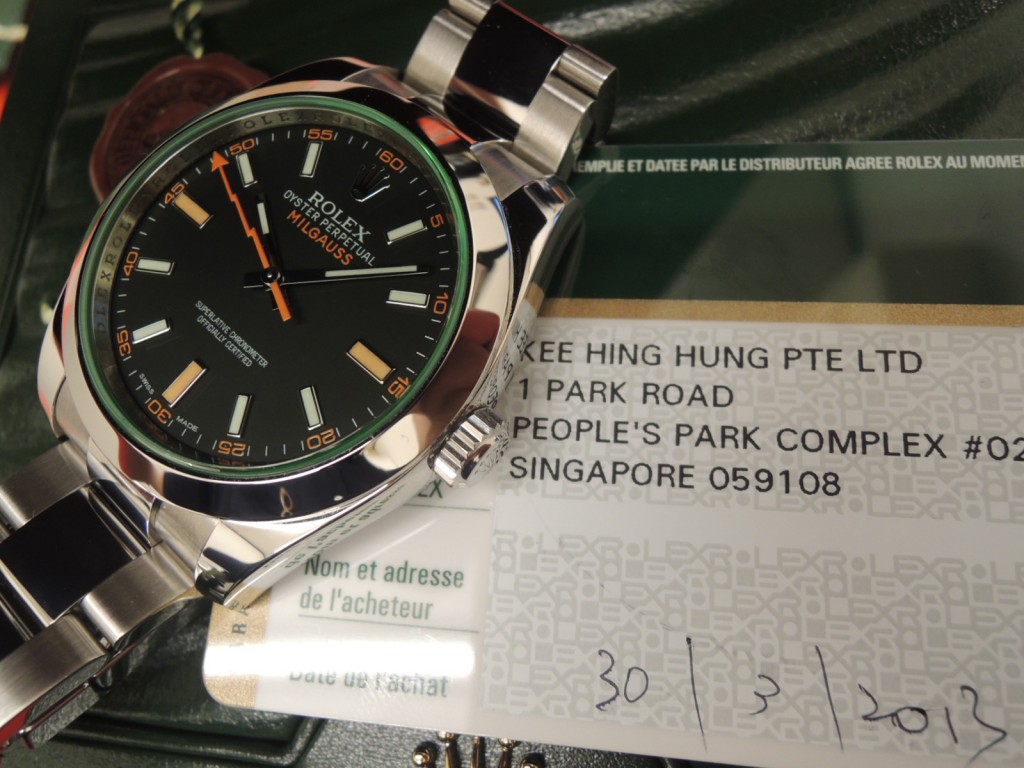 60
5
10
15
20
25
30
35
40
45
50
55
ROLEX
OYSTER PERPETUAL
MILGAUSS
SUPERLATIVE CHRONOMETER
OFFICIALLY CERTIFIED
SWISS MADE
EMPLIE ET DATEE PAR LE DISTRIBUTEUR AGREE ROLEX AU MOME
KEE HING HUNG PTE LTD
1 PARK ROAD
PEOPLE'S PARK COMPLEX #02
SINGAPORE 059108
Nom et adresse
de l'acheteur
Date de l'achat
30/3/2013